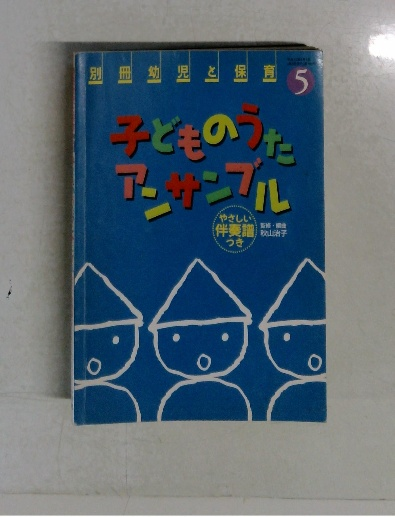 別冊幼児と保育
5
子どものうた
アンサンブル
やさしい
伴奏譜
つき
監修・編曲
秋山治子